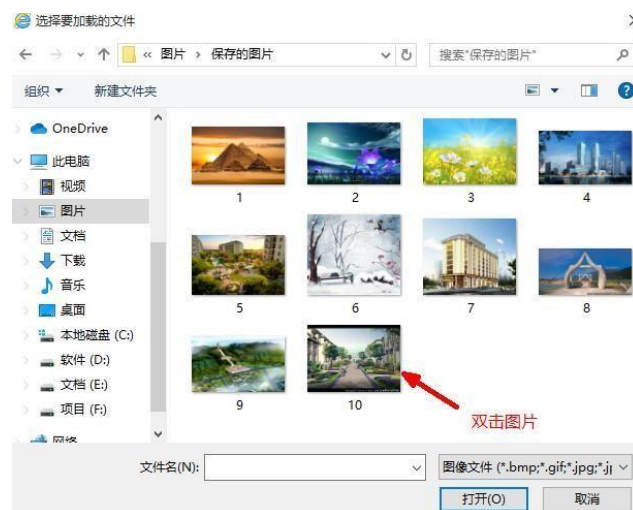 选择要加载的文件
« 图片 › 保存的图片
搜索"保存的图片"
组织
新建文件夹
OneDrive
此电脑
视频
图片
文档
下载
音乐
桌面
本地磁盘 (C:)
软件 (D:)
文档 (E:)
项目 (F:)
网络
1
2
3
4
5
6
7
8
9
10
双击图片
文件名(N):
图像文件 (*.bmp;*.gif;*.jpg;*.jp
打开(O)
取消